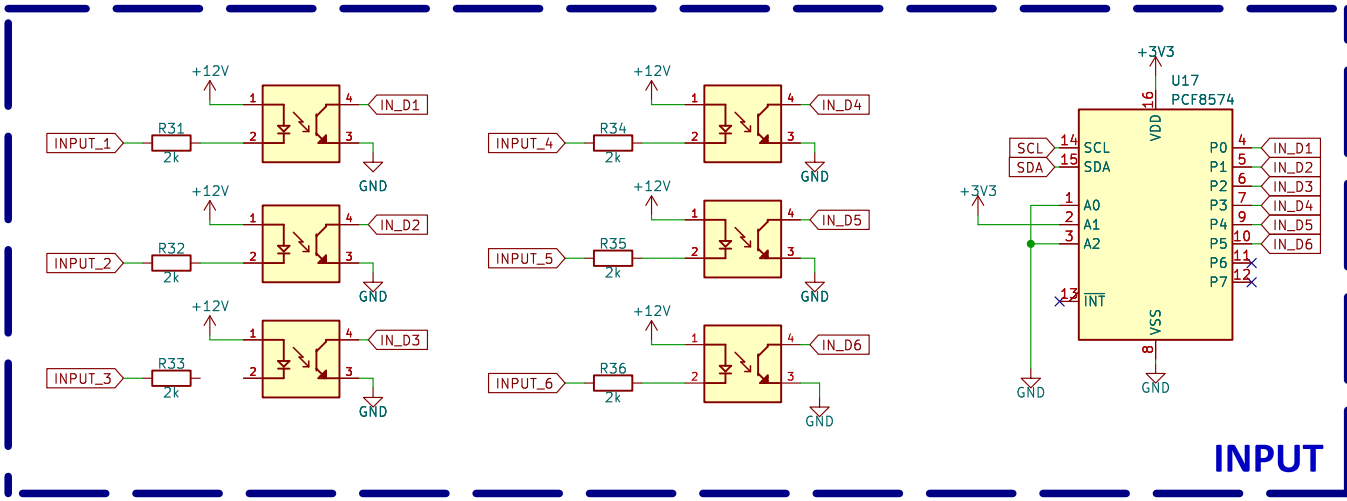 +12V
1
4
IN_D1
INPUT_1
R31
2k
2
3
GND
+12V
1
4
IN_D2
INPUT_2
R32
2k
2
3
GND
+12V
1
4
IN_D3
INPUT_3
R33
2k
2
3
GND
+12V
1
4
IN_D4
INPUT_4
R34
2k
2
3
GND
+12V
1
4
IN_D5
INPUT_5
R35
2k
2
3
GND
+12V
1
4
IN_D6
INPUT_6
R36
2k
2
3
GND
+3V3
U17
PCF8574
16
VDD
SCL 14 SCL
SDA 15 SDA
+3V3
1 A0
2 A1
3 A2
13 INT
P0 4 IN_D1
P1 5 IN_D2
P2 6 IN_D3
P3 7 IN_D4
P4 9 IN_D5
P5 10 IN_D6
P6 11
P7 12
VSS
8
GND
GND
INPUT